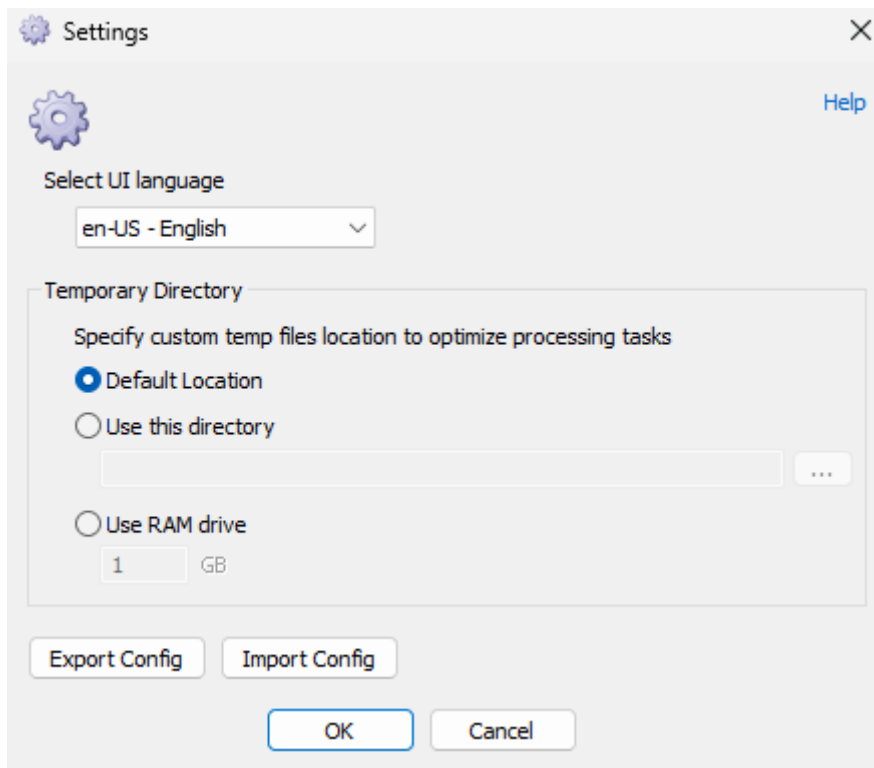 Settings
Help
Select UI language
en-US - English
Temporary Directory
Specify custom temp files location to optimize processing tasks
Default Location
Use this directory
...
Use RAM drive
1 GB
Export Config Import Config
OK Cancel